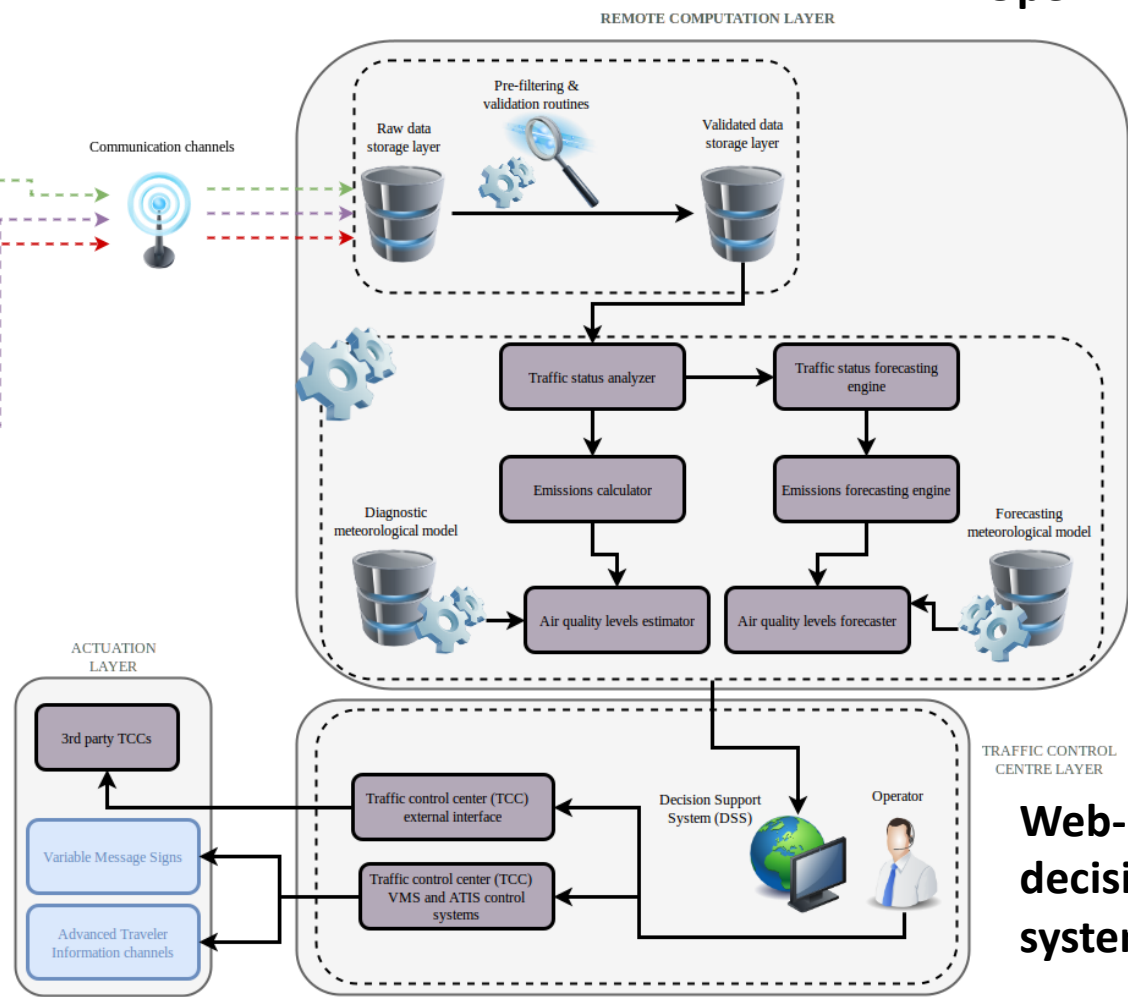 REMOTE COMPUTATION LAYER
Pre-filtering &
validation routines
Raw data
storage layer
Validated data
storage layer
Communication channels
Traffic status analyzer
Traffic status forecasting
engine
Emissions calculator
Emissions forecasting engine
Diagnostic
meteorological model
Forecasting
meteorological model
Air quality levels estimator
Air quality levels forecaster
ACTUATION
LAYER
3rd party TCCs
Variable Message Signs
Advanced Traveler
Information channels
Traffic control center (TCC)
external interface
Traffic control center (TCC)
VMS and ATIS control
systems
Decision Support
System (DSS)
Operator
TRAFFIC CONTROL
CENTRE LAYER
Web-
decisi
system